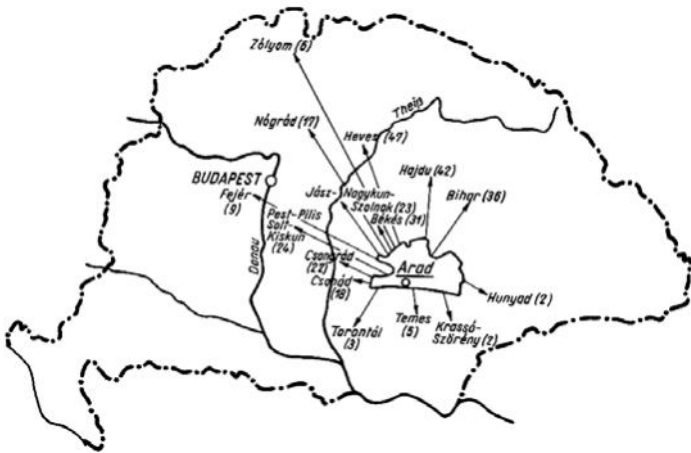 Zólyom (6)
Nógrád (17)
Heves (47)
Theiß
Hajdu (42)
Bihar (36)
BUDAPEST
Fejér
(9)
Jász-Nagykun-
Szolnok (23)
Békés (31)
Pest-Pilis
Solt-
Kiskun
(24)
Donau
Csongrád
(22)
Csanád
(18)
Arad
Hunyad (2)
Torontál
(3)
Temes
(5)
Krassó-
Szörény (2)